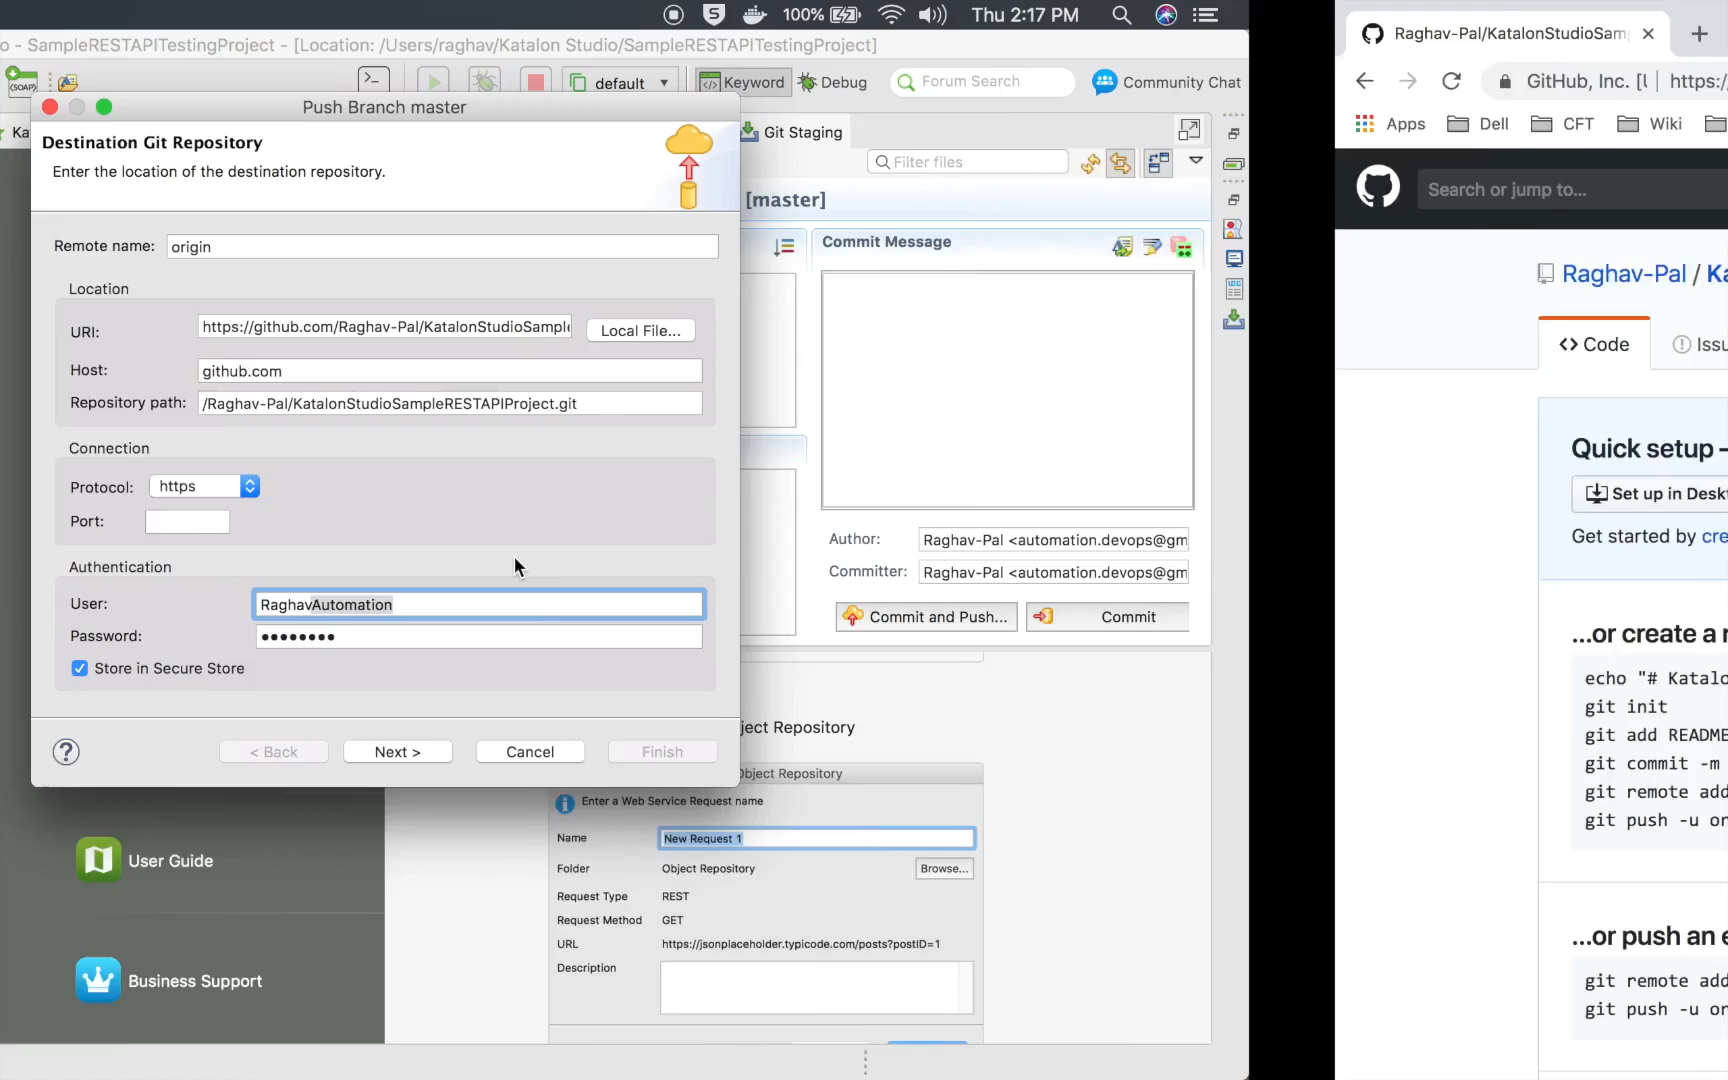 100%
Thu 2:17 PM
o - SampleRESTAPITestingProject - [Location: /Users/raghav/Katalon Studio/SampleRESTAPITestingProject]
SOAP
default
Keyword
Debug
Forum Search
Community Chat
Push Branch master
Ka
Git Staging
Destination Git Repository
Enter the location of the destination repository.
Filter files
[master]
Remote name: origin
Commit Message
Location
URI: https://github.com/Raghav-Pal/KatalonStudioSample
Local File...
Host: github.com
Repository path: /Raghav-Pal/KatalonStudioSampleRESTAPIProject.git
Connection
Protocol: https
Port:
Authentication
User: RaghavAutomation
Password: ●●●●●●●●
Store in Secure Store
? < Back Next > Cancel Finish
Author: Raghav-Pal <automation.devops@gm
Committer: Raghav-Pal <automation.devops@gm
Commit and Push...
Commit
ject Repository
Object Repository
Enter a Web Service Request name
Name New Request 1
Folder Object Repository Browse...
Request Type REST
Request Method GET
URL https://jsonplaceholder.typicode.com/posts?postID=1
Description
User Guide
Business Support
Raghav-Pal/KatalonStudioSam
GitHub, Inc. [U | https:/
Apps Dell CFT Wiki
Search or jump to...
Raghav-Pal / Ka
<> Code
Issu
Quick setup –
Set up in Deskt
Get started by cre
...or create a n
echo "# Katalo
git init
git add README
git commit -m
git remote add
git push -u or
...or push an e
git remote add
git push -u or